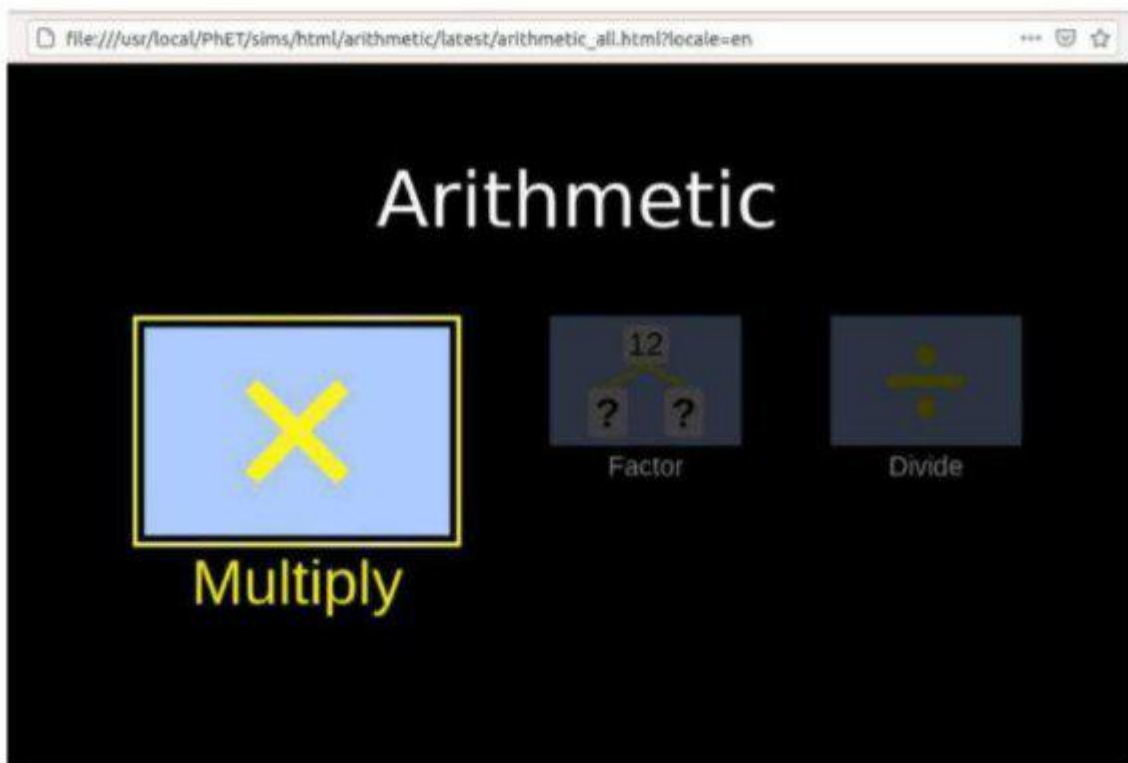 file:///usr/local/PhET/sims/html/arithmetic/latest/arithmetic_all.html?locale=en
Arithmetic
12
? ?
Multiply
Factor
Divide